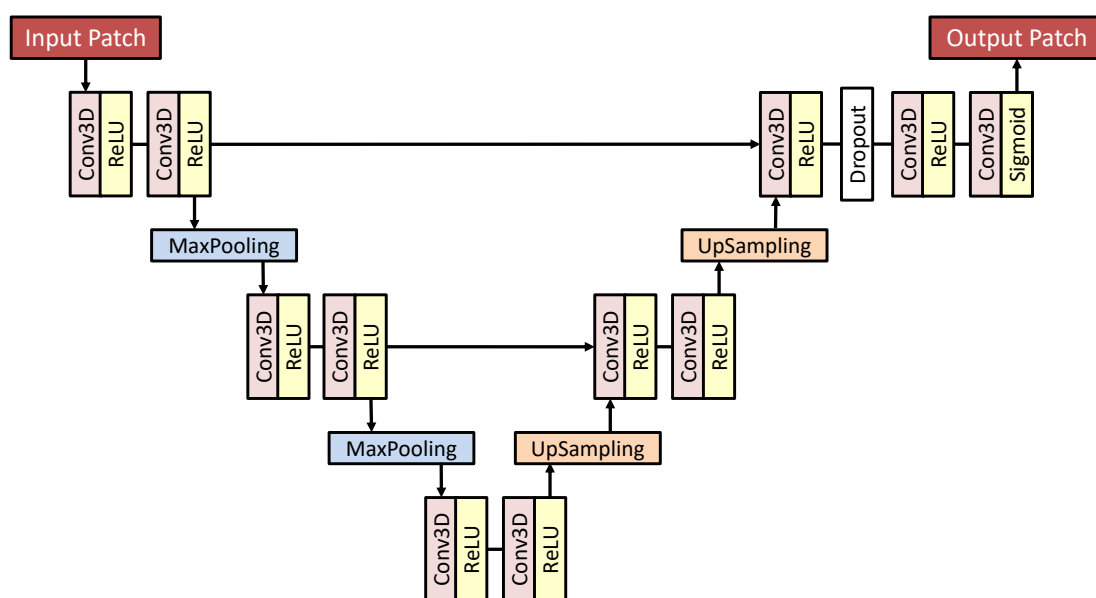 Input Patch
Output Patch
Conv3D
ReLU
Conv3D
ReLU
Conv3D
ReLU
Dropout
Conv3D
ReLU
Conv3D
Sigmoid
MaxPooling
UpSampling
Conv3D
ReLU
Conv3D
ReLU
Conv3D
ReLU
Conv3D
ReLU
MaxPooling
UpSampling
Conv3D
ReLU
Conv3D
ReLU